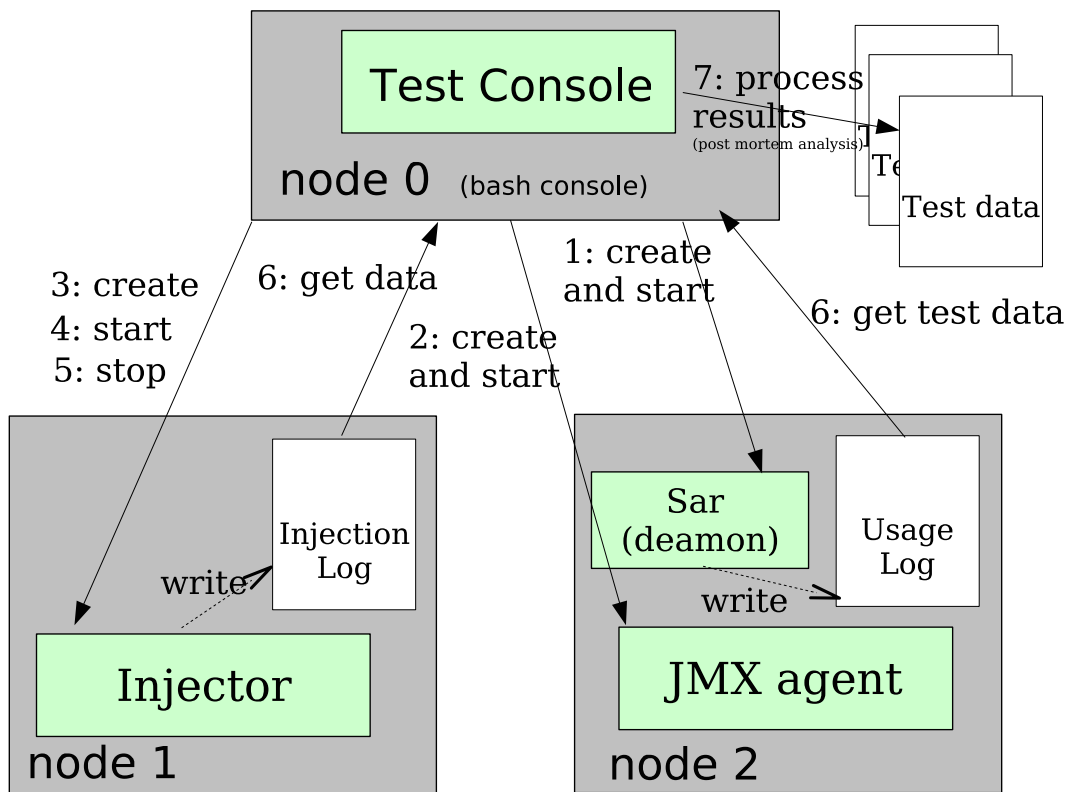 Test Console
node 0 (bash console)
7: process
results
(post mortem analysis)
T
Te
Test data
3: create
4: start
5: stop
6: get data
2: create
and start
1: create
and start
6: get test data
Injection
Log
write
Injector
node 1
Sar
(deamon)
Usage
Log
write
JMX agent
node 2